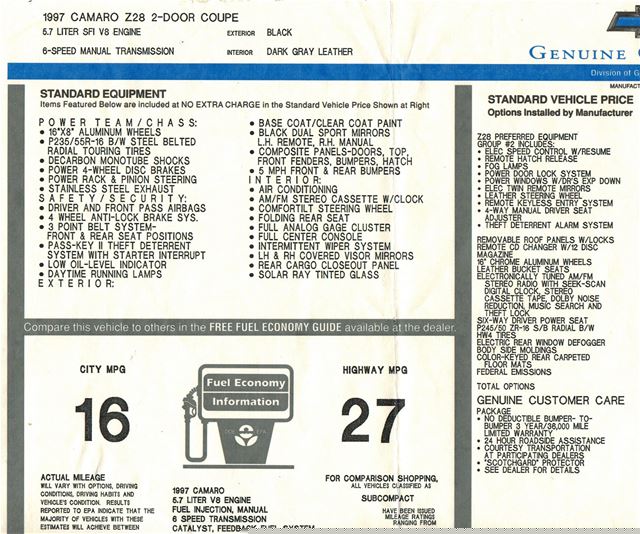 1997 CAMARO Z28 2-DOOR COUPE
5.7 LITER SFI V8 ENGINE
EXTERIOR BLACK
6-SPEED MANUAL TRANSMISSION
INTERIOR DARK GRAY LEATHER
GENUINE
Division of G
MANUFACT
STANDARD EQUIPMENT
Items Featured Below are included at NO EXTRA CHARGE in the Standard Vehicle Price Shown at Right
POWER TEAM/CHASS:
• 16"X8" ALUMINUM WHEELS
• P235/55R-16 B/W STEEL BELTED
RADIAL TOURING TIRES
• DECARBON MONOTUBE SHOCKS
• POWER 4-WHEEL DISC BRAKES
• POWER RACK & PINION STEERING
• STAINLESS STEEL EXHAUST
SAFETY/SECURITY:
• DRIVER AND FRONT PASS AIRBAGS
• 4 WHEEL ANTI-LOCK BRAKE SYS.
• 3 POINT BELT SYSTEM-
FRONT & REAR SEAT POSITIONS
• PASS-KEY II THEFT DETERRENT
SYSTEM WITH STARTER INTERRUPT
• LOW OIL-LEVEL INDICATOR
• DAYTIME RUNNING LAMPS
EXTERIOR:
• BASE COAT/CLEAR COAT PAINT
• BLACK DUAL SPORT MIRRORS
L.H. REMOTE, R.H. MANUAL
• COMPOSITE PANELS-DOORS, TOP,
FRONT FENDERS, BUMPERS, HATCH
• 5 MPH FRONT & REAR BUMPERS
INTERIOR:
• AIR CONDITIONING
• AM/FM STEREO CASSETTE W/CLOCK
• COMFORTILT STEERING WHEEL
• FOLDING REAR SEAT
• FULL ANALOG GAGE CLUSTER
• FULL CENTER CONSOLE
• INTERMITTENT WIPER SYSTEM
• LH & RH COVERED VISOR MIRRORS
• REAR CARGO CLOSEOUT PANEL
• SOLAR RAY TINTED GLASS
STANDARD VEHICLE PRICE
Options Installed by Manufacturer
Z28 PREFERRED EQUIPMENT
GROUP #2 INCLUDES:
• ELEC SPEED CONTROL W/RESUME
• REMOTE HATCH RELEASE
• FOG LAMPS
• POWER DOOR LOCK SYSTEM
• POWER WINDOWS W/DR'S EXP DOWN
• ELEC TWIN REMOTE MIRRORS
• LEATHER STEERING WHEEL
• REMOTE KEYLESS ENTRY SYSTEM
• 4-WAY MANUAL DRIVER SEAT
ADJUSTER
• THEFT DETERRENT ALARM SYSTEM
REMOVABLE ROOF PANELS W/LOCKS
REMOTE CD CHANGER W/12 DISC
MAGAZINE
16" CHROME ALUMINUM WHEELS
LEATHER BUCKET SEATS
ELECTRONICALLY TUNED AM/FM
STEREO RADIO WITH SEEK-SCAN
DIGITAL CLOCK, STEREO
CASSETTE TAPE, DOLBY NOISE
REDUCTION, MUSIC SEARCH AND
THEFT LOCK
SIX-WAY DRIVER POWER SEAT
P245/50 ZR-16 S/B RADIAL B/W
HW4 TIRES
ELECTRIC REAR WINDOW DEFOGGER
BODY SIDE MOLDINGS
COLOR-KEYED REAR CARPETED
FLOOR MATS
FEDERAL EMISSIONS
TOTAL OPTIONS
GENUINE CUSTOMER CARE
PACKAGE
• NO DEDUCTIBLE BUMPER- TO-
BUMPER 3 YEAR/36,000 MILE
LIMITED WARRANTY
• 24 HOUR ROADSIDE ASSISTANCE
• COURTESY TRANSPORTATION
AT PARTICIPATING DEALERS
• "SCOTCHGARD" PROTECTOR
• SEE DEALER FOR DETAILS
Compare this vehicle to others in the FREE FUEL ECONOMY GUIDE available at the dealer.
CITY MPG
16
Fuel Economy
Information
DOE EPA
HIGHWAY MPG
27
ACTUAL MILEAGE
WILL VARY WITH OPTIONS, DRIVING
CONDITIONS, DRIVING HABITS AND
VEHICLE'S CONDITION. RESULTS
REPORTED TO EPA INDICATE THAT THE
MAJORITY OF VEHICLES WITH THESE
ESTIMATES WILL ACHIEVE BETWEEN
1997 CAMARO
5.7 LITER V8 ENGINE
FUEL INJECTION, MANUAL
6 SPEED TRANSMISSION
CATALYST, FEEDBACK FUEL SYSTEM
FOR COMPARISON SHOPPING,
ALL VEHICLES CLASSIFIED AS
SUBCOMPACT
HAVE BEEN ISSUED
MILEAGE RATINGS
RANGING FROM